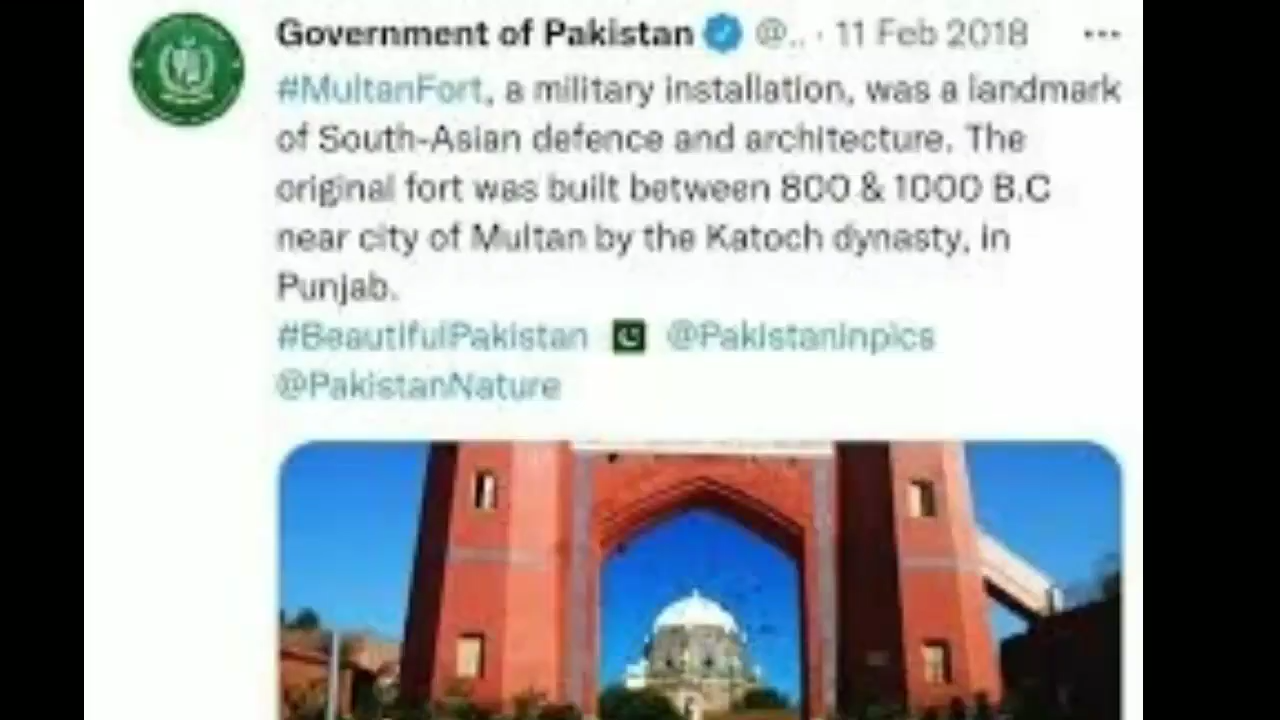 Government of Pakistan @.. · 11 Feb 2018 ...
#MultanFort, a military installation, was a landmark
of South-Asian defence and architecture. The
original fort was built between 800 & 1000 B.C
near city of Multan by the Katoch dynasty, in
Punjab.
#BeautifulPakistan @Pakistaninpics
@PakistanNature